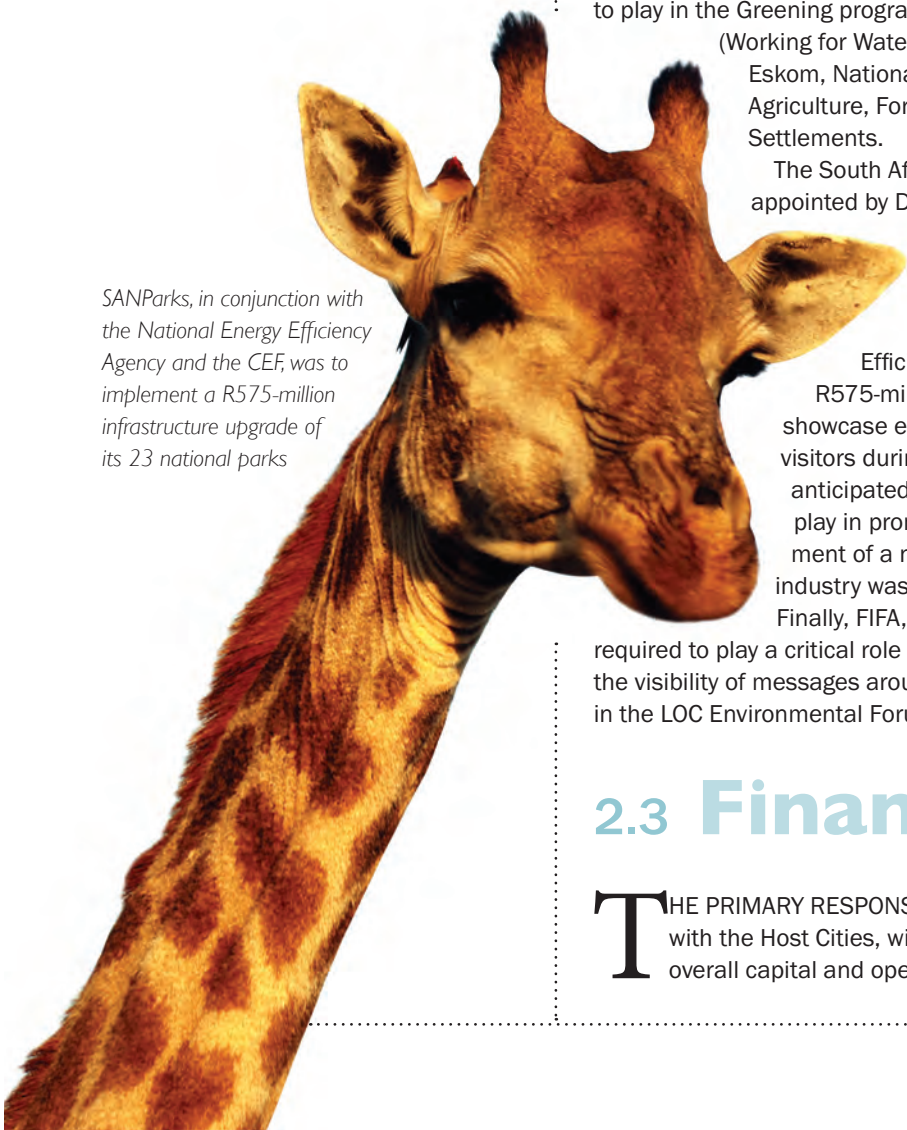 to play in the Greening progra
(Working for Wate
Eskom, Nationa
Agriculture, For
Settlements.
The South Af
appointed by D
SANParks, in conjunction with
the National Energy Efficiency
Agency and the CEF, was to
implement a R575-million
infrastructure upgrade of
its 23 national parks
Effic
R575-mi
showcase e
visitors durin
anticipated
play in pron
ment of a n
industry was
Finally, FIFA,
required to play a critical role
the visibility of messages arou
in the LOC Environmental Foru
2.3 Finan
THE PRIMARY RESPONS
with the Host Cities, wi
overall capital and ope